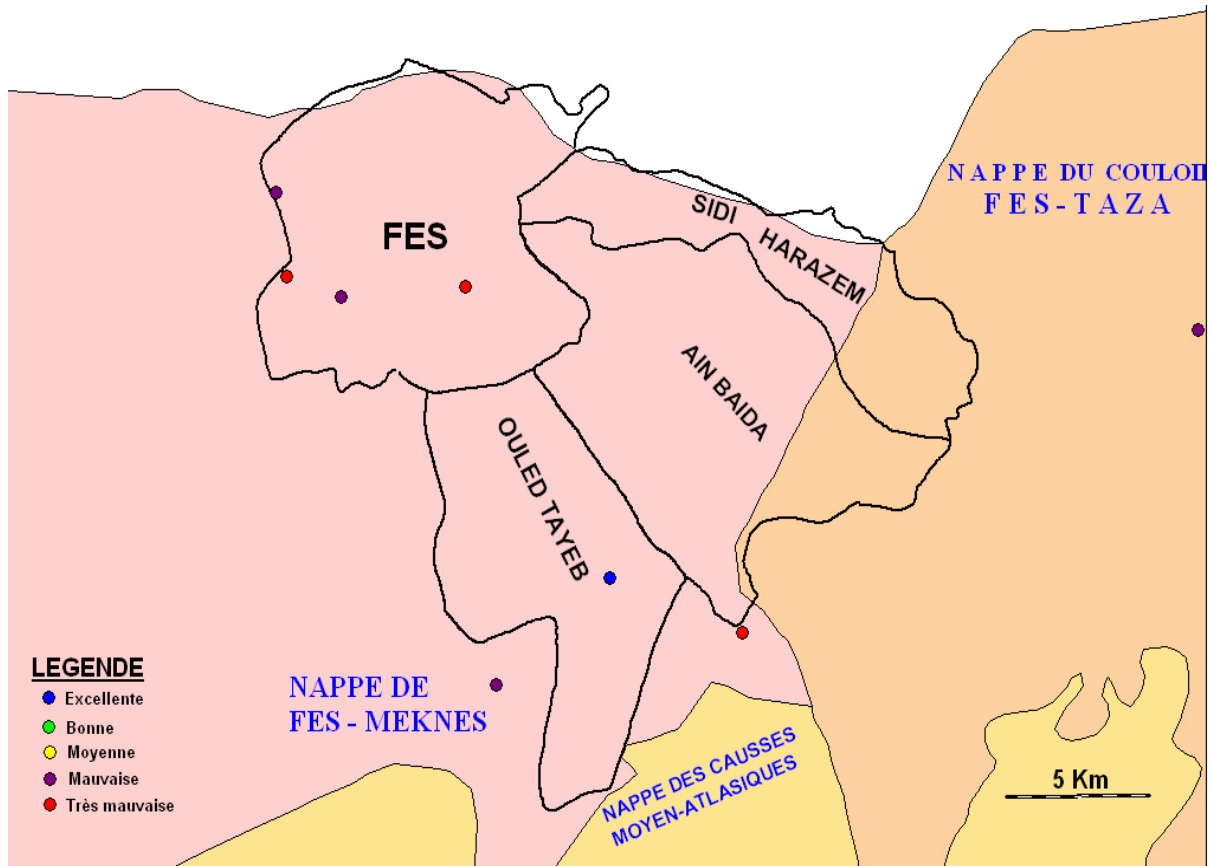 NAPPE DU COULOI
FES-TAZA
SIDI
HARAZEM
FES
AIN BAIDA
OULED TAYEB
NAPPE DE
FES - MEKNES
NAPPE DES CAUSSES
MOYEN-ATLASIQUES
5 Km
LEGENDE
Excellente
Bonne
Moyenne
Mauvaise
Très mauvaise